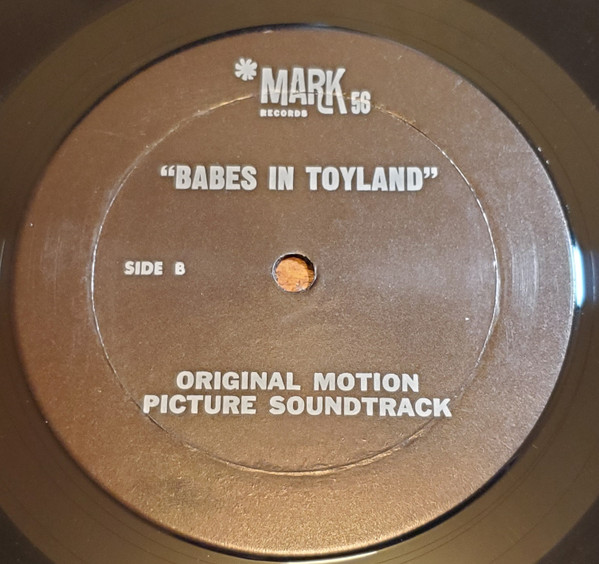 *MARK 56
RECORDS
“BABES IN TOYLAND”
SIDE B
ORIGINAL MOTION
PICTURE SOUNDTRACK